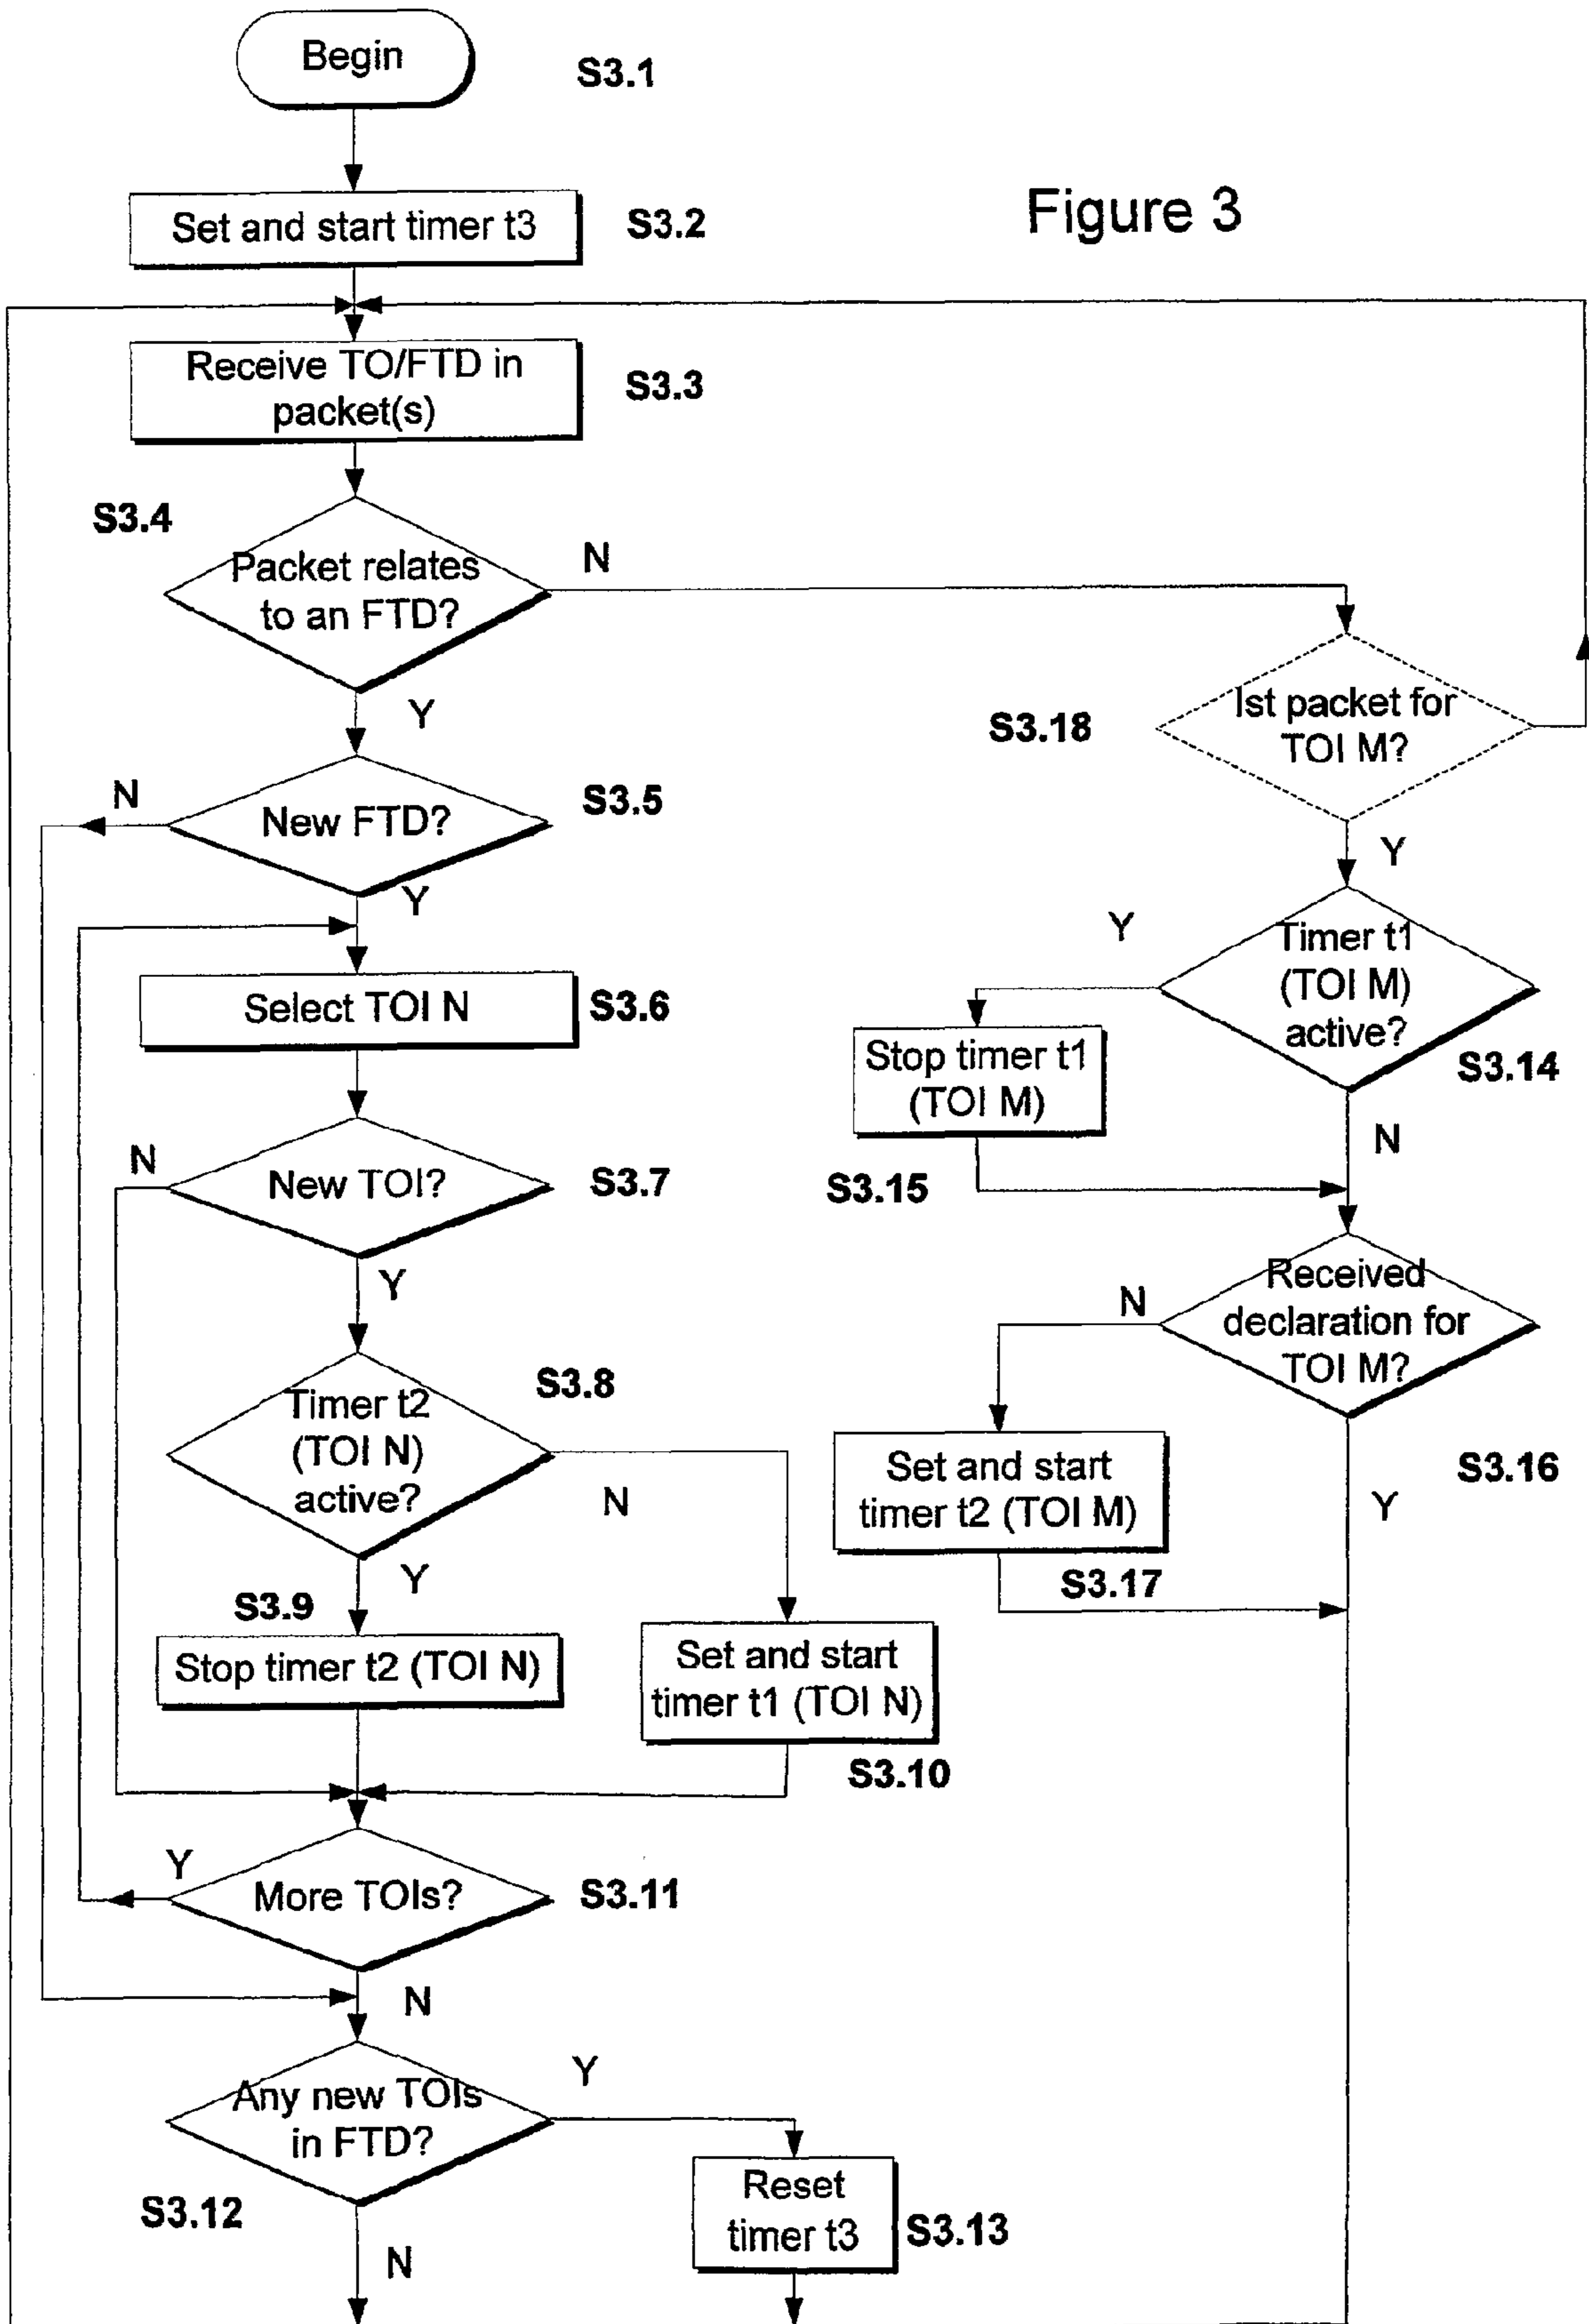 Begin
S3.1
Set and start timer t3
S3.2
Figure 3
Receive TO/FTD in
packet(s)
S3.3
S3.4
Packet relates
to an FTD?
N
Y
Ist packet for
TOI M?
S3.18
Y
New FTD?
N
S3.5
Y
Select TOI N
S3.6
Timer t1
(TOI M)
active?
Y
S3.14
N
Stop timer t1
(TOI M)
S3.15
New TOI?
N
S3.7
Y
Received
declaration for
TOI M?
N
S3.16
Y
Timer t2
(TOI N)
active?
S3.8
N
Y
Set and start
timer t2 (TOI M)
S3.17
S3.9
Stop timer t2 (TOI N)
Set and start
timer t1 (TOI N)
S3.10
More TOIs?
Y
S3.11
N
Any new TOIs
in FTD?
Y
S3.12
N
Reset
timer t3
S3.13